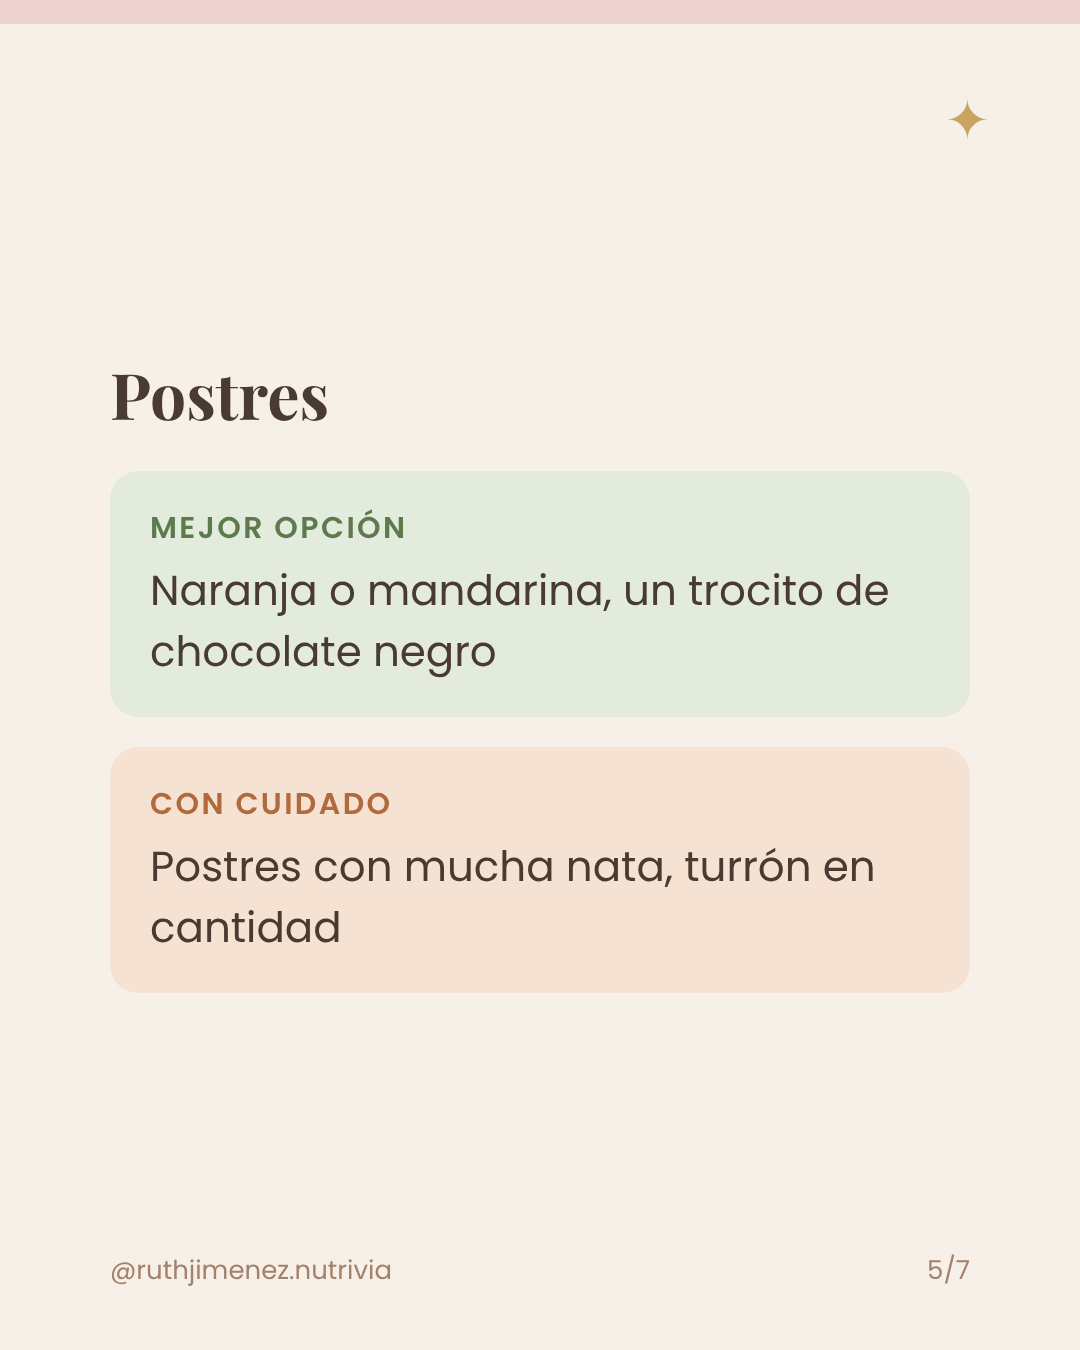 Postres
MEJOR OPCIÓN
Naranja o mandarina, un trocito de
chocolate negro
CON CUIDADO
Postres con mucha nata, turrón en
cantidad
@ruthjimenez.nutrivia
5/7